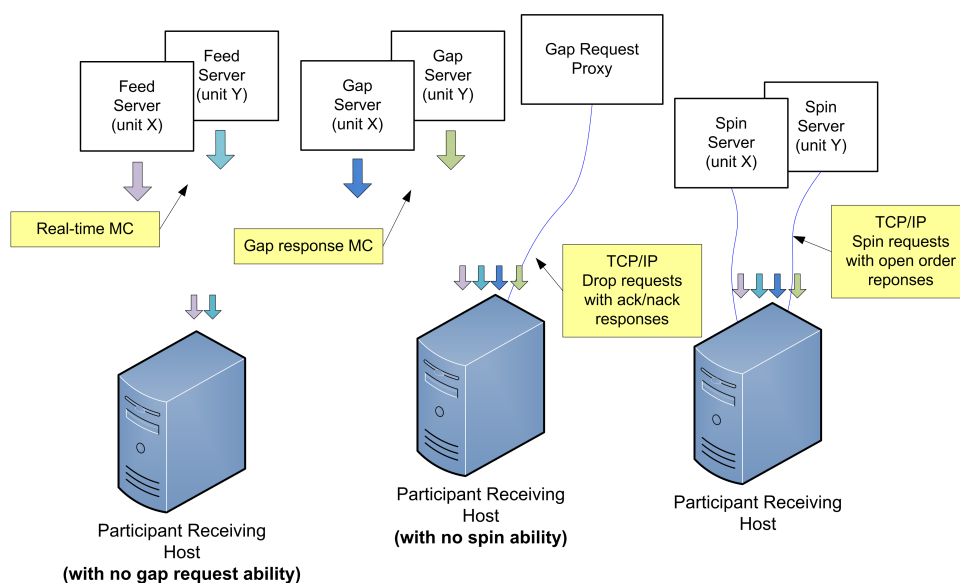 Feed
Server
(unit Y)
Feed
Server
(unit X)
Gap
Server
(unit Y)
Gap
Server
(unit X)
Gap Request
Proxy
Spin
Server
(unit Y)
Spin
Server
(unit X)
Real-time MC
Gap response MC
TCP/IP
Drop requests
with ack/nack
responses
TCP/IP
Spin requests
with open order
reponses
Participant Receiving
Host
(with no gap request ability)
Participant Receiving
Host
(with no spin ability)
Participant Receiving
Host